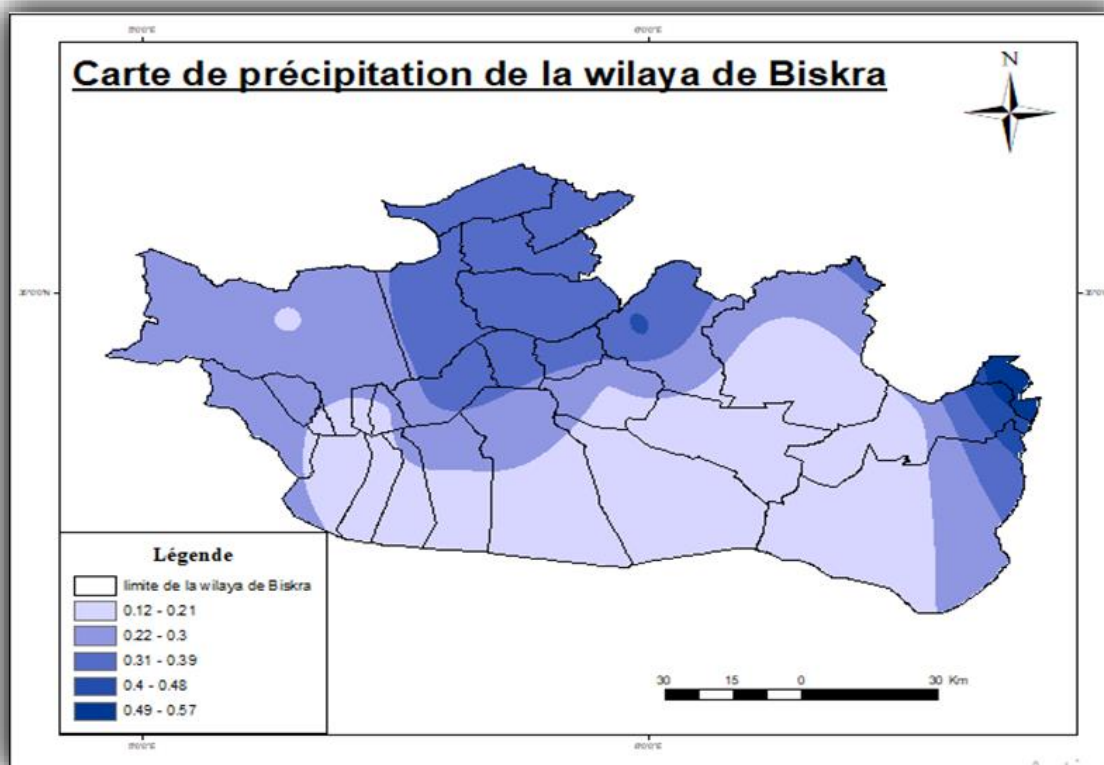 Carte de précipitation de la wilaya de Biskra
N
Légende
limite de la wilaya de Biskra
0.12 - 0.21
0.22 - 0.3
0.31 - 0.39
0.4 - 0.48
0.49 - 0.57
30 15 0 30 Km